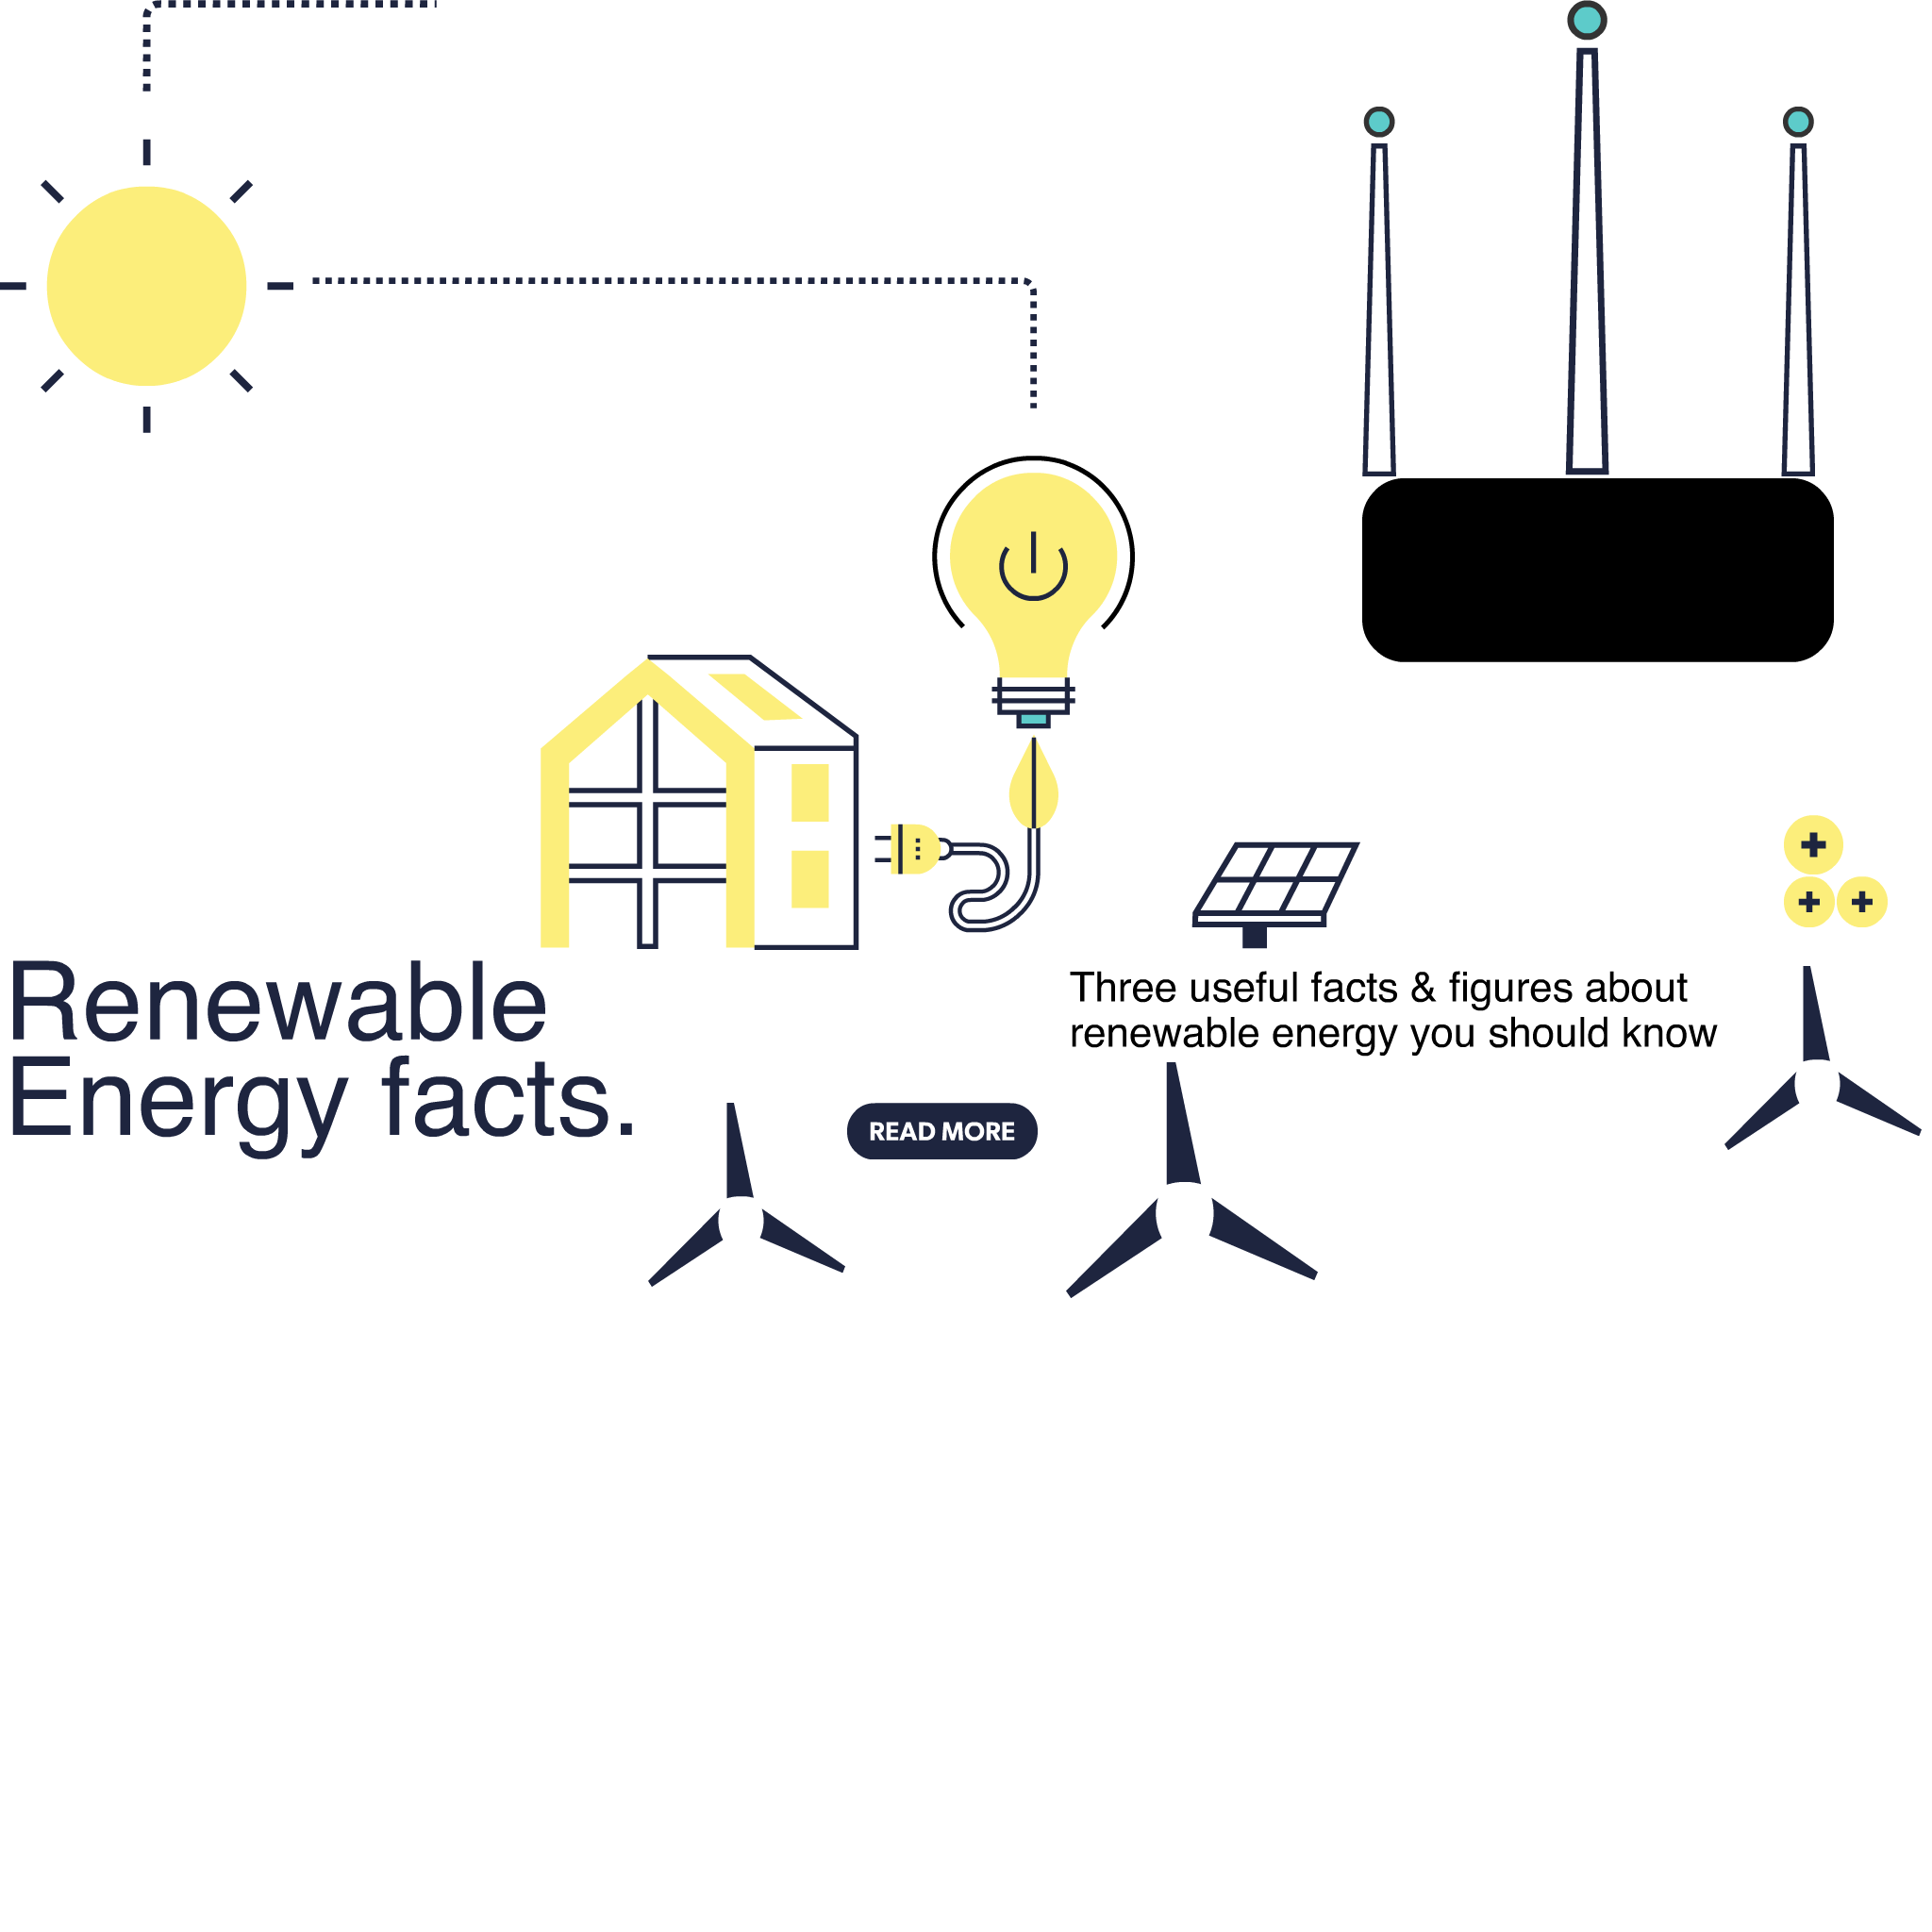 Renewable
Energy facts.
Three useful facts & figures about
renewable energy you should know
READ MORE